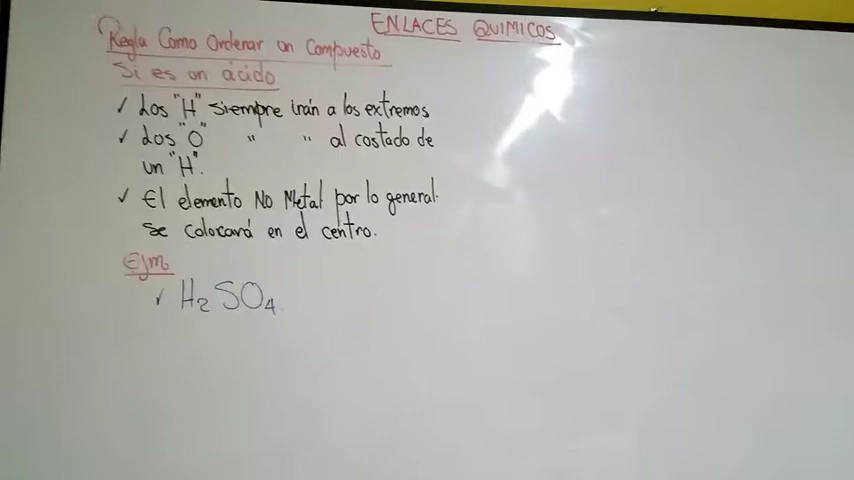 ENLACES QUIMICOS
Regla Como Ordenar un Compuesto
Si es un ácido
✓ Los "H" siempre irán a los extremos
✓ Los "O" " " al costado de
un "H".
✓ El elemento No Metal por lo general
se colocará en el centro.
Ejm
✓ H₂SO₄